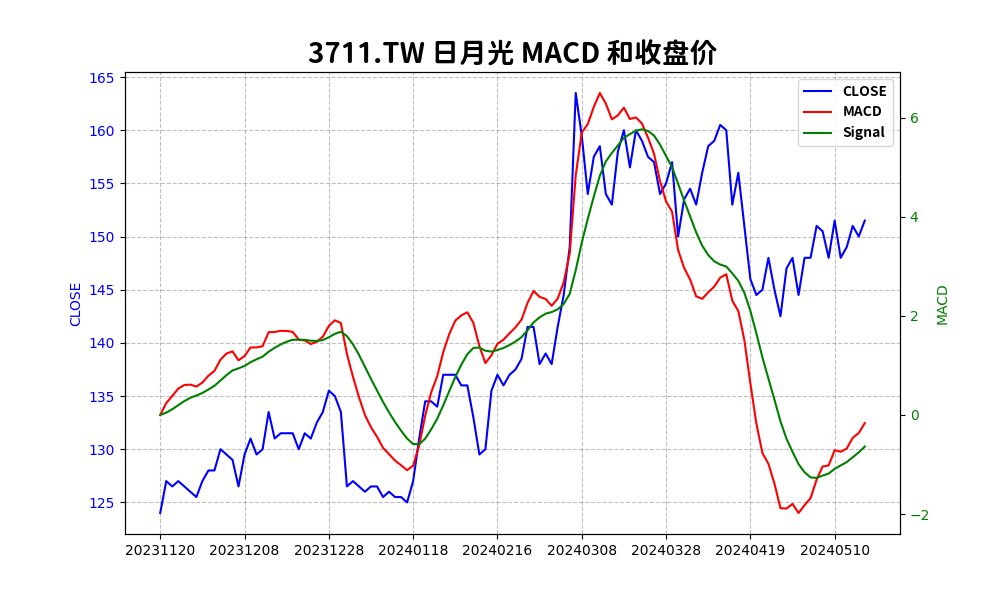 3711.TW 日月光 MACD 和收盘价
165
160
155
150
145
140
135
130
125
CLOSE
CLOSE
MACD
Signal
6
4
2
0
−2
MACD
20231120 20231208 20231228 20240118 20240216 20240308 20240328 20240419 20240510